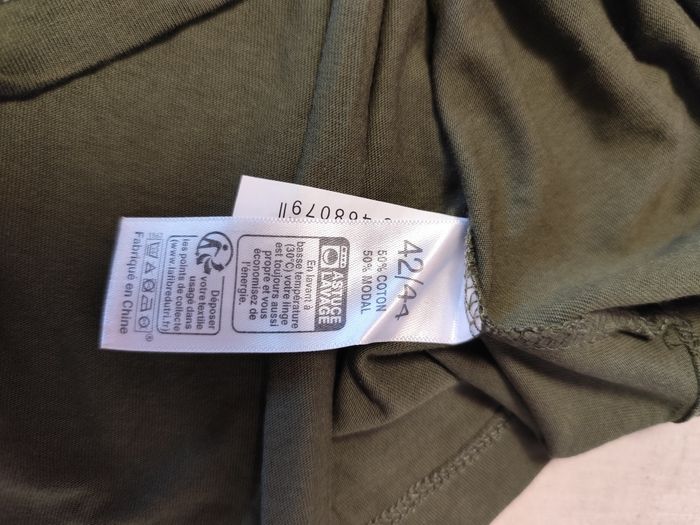 42/44
50% COTON
50% MODAL
ASTUCE
LAVAGE
En lavant à
basse température
(30°C) votre linge
est toujours aussi
propre et vous
économisez de
l'énergie.
Déposer
votre textile
usagé dans
les points de collecte
(www.lafibredutri.fr)
Fabriqué en Chine
468079